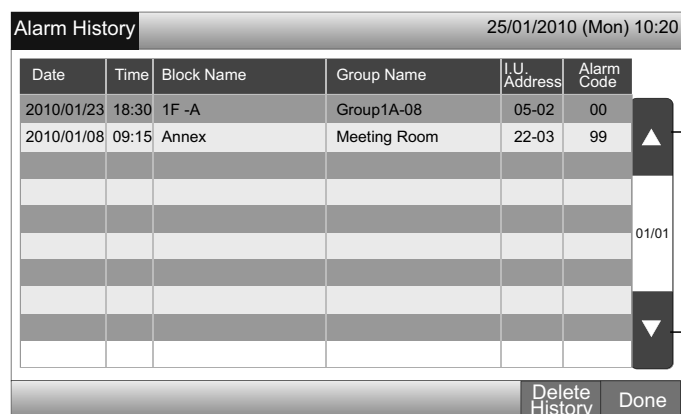 Alarm History 25/01/2010 (Mon) 10:20
Date Time Block Name Group Name I.U. Address Alarm Code
2010/01/23 18:30 1F -A Group1A-08 05-02 00
2010/01/08 09:15 Annex Meeting Room 22-03 99
01/01
Delete History Done